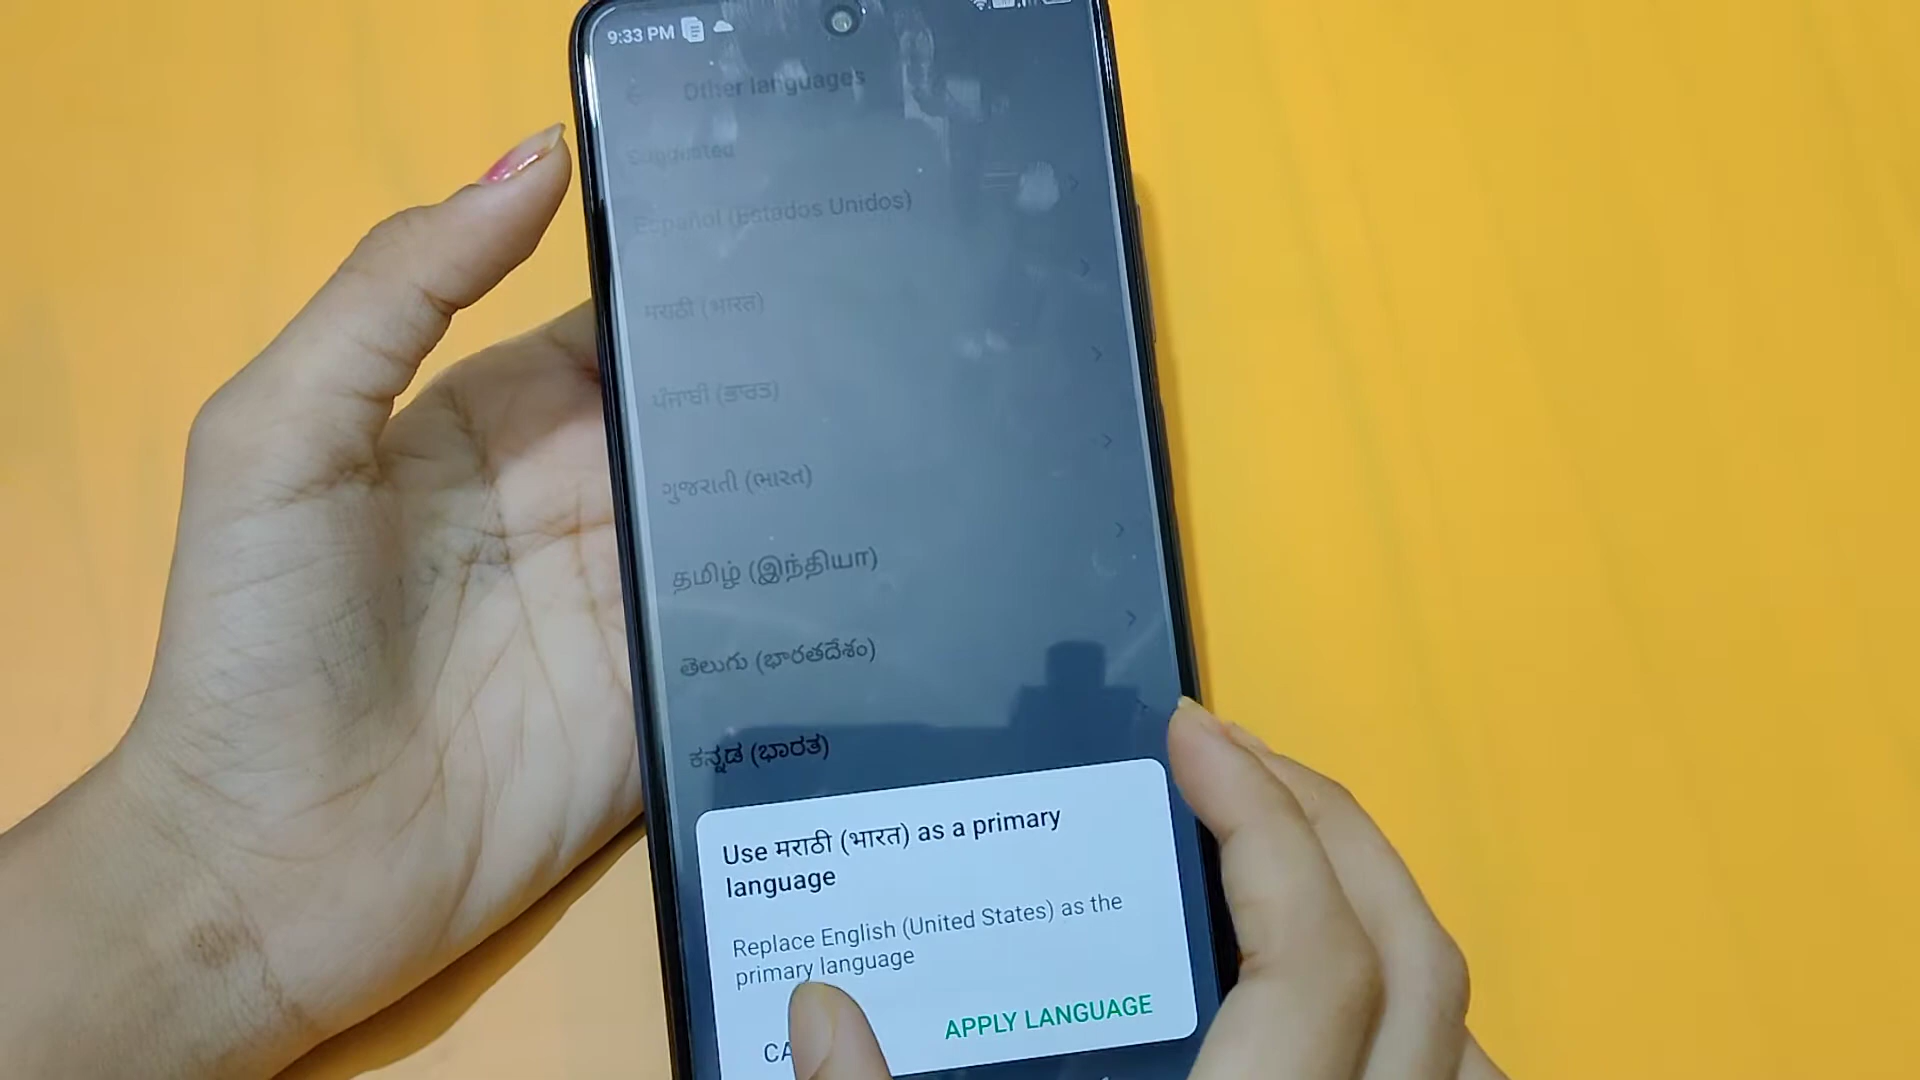 9:33 PM
Other languages
Suggested
Español (Estados Unidos)
मराठी (भारत)
ਪੰਜਾਬੀ (ਭਾਰਤ)
ગુજરાતી (ભારત)
தமிழ் (இந்தியா)
తెలుగు (భారతదేశం)
ಕನ್ನಡ (ಭಾರತ)
Use मराठी (भारत) as a primary
language
Replace English (United States) as the
primary language
APPLY LANGUAGE